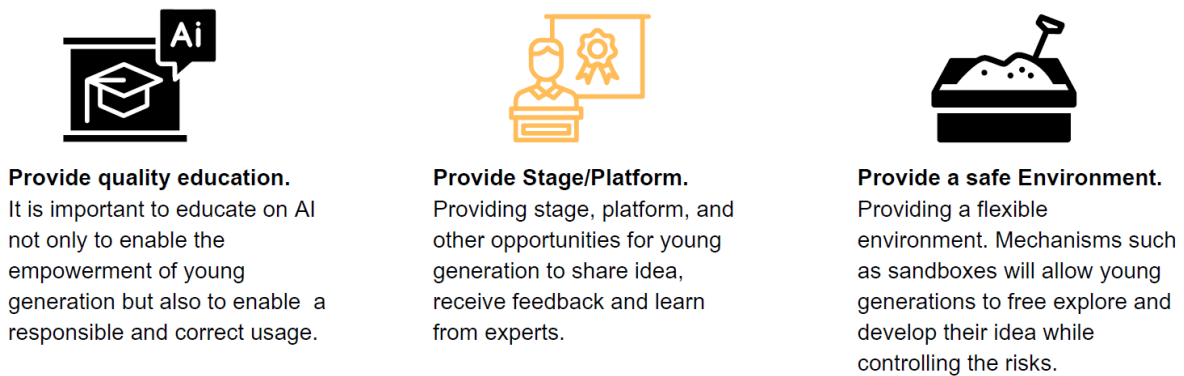 Ai
Provide quality education.
It is important to educate on AI
not only to enable the
empowerment of young
generation but also to enable  a
responsible and correct usage.
Provide Stage/Platform.
Providing stage, platform, and
other opportunities for young
generation to share idea,
receive feedback and learn
from experts.
Provide a safe Environment.
Providing a flexible
environment. Mechanisms such
as sandboxes will allow young
generations to free explore and
develop their idea while
controlling the risks.